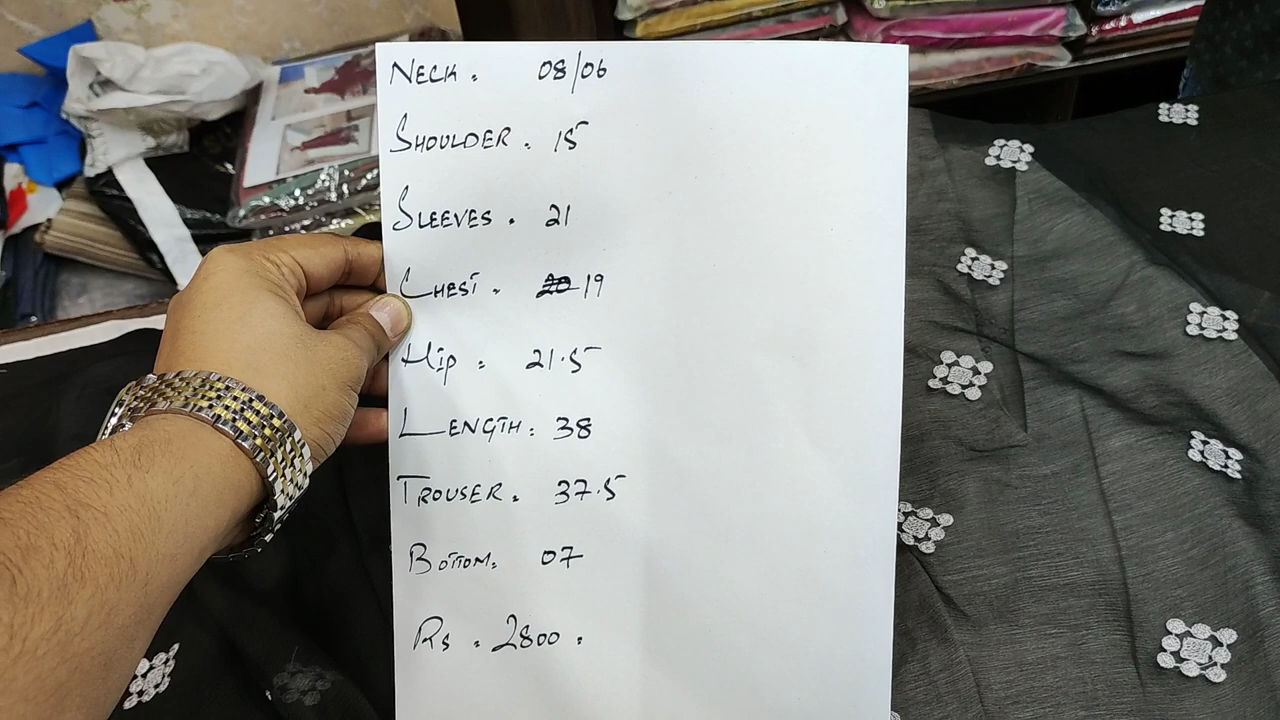 NECK = 08/06
SHOULDER = 15
SLEEVES = 21
CHEST = 20 19
Hip = 21.5
LENGTH = 38
TROUSER = 37.5
BOTTOM = 07
Rs = 2800 =